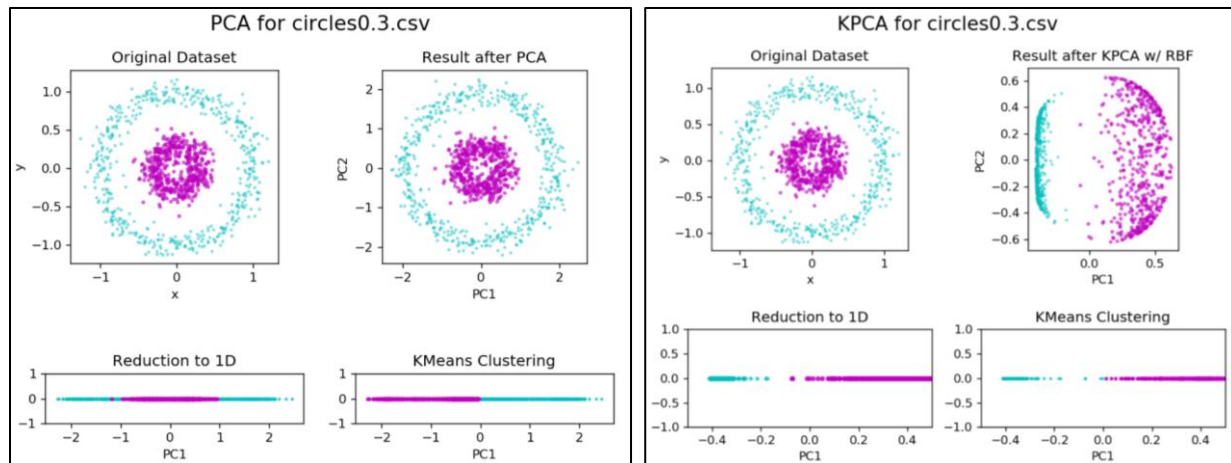 PCA for circles0.3.csv
Original Dataset
1.0
0.5
0.0
−0.5
−1.0
y
−1 0 1
x
Result after PCA
2
1
0
−1
−2
PC2
−2 0 2
PC1
Reduction to 1D
1
0
−1
−2 −1 0 1 2
PC1
KMeans Clustering
−2 −1 0 1 2
PC1
KPCA for circles0.3.csv
Original Dataset
1.0
0.5
0.0
−0.5
−1.0
y
−1 0 1
x
Result after KPCA w/ RBF
0.6
0.4
0.2
0.0
−0.2
−0.4
−0.6
PC2
0.0 0.5
PC1
Reduction to 1D
1.0
0.5
0.0
−0.5
−1.0
−0.4 −0.2 0.0 0.2 0.4
PC1
KMeans Clustering
1.0
0.5
0.0
−0.5
−1.0
−0.4 −0.2 0.0 0.2 0.4
PC1